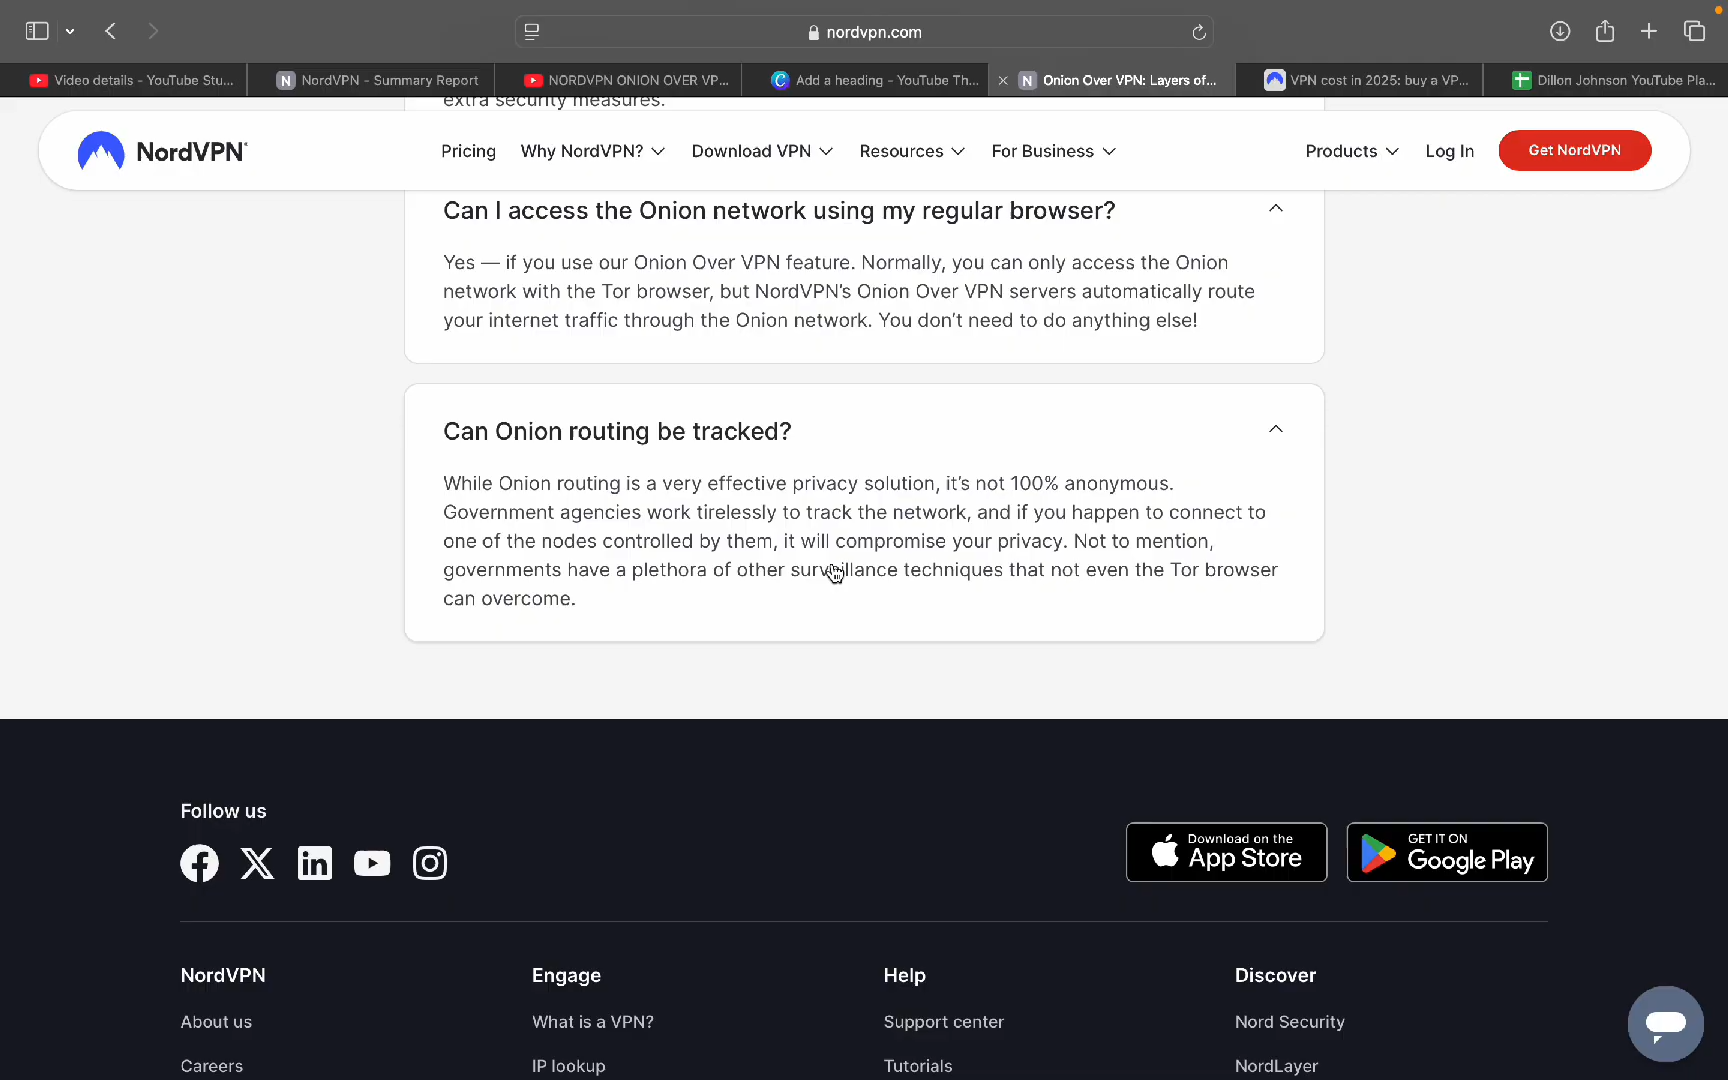 nordvpn.com
Video details - YouTube Stu...
NordVPN - Summary Report
NORDVPN ONION OVER VP...
Add a heading - YouTube Th...
Onion Over VPN: Layers of...
VPN cost in 2025: buy a VP...
Dillon Johnson YouTube Pla...
extra security measures.
NordVPN®
Pricing
Why NordVPN?
Download VPN
Resources
For Business
Products
Log In
Get NordVPN
Can I access the Onion network using my regular browser?
Yes — if you use our Onion Over VPN feature. Normally, you can only access the Onion
network with the Tor browser, but NordVPN's Onion Over VPN servers automatically route
your internet traffic through the Onion network. You don't need to do anything else!
Can Onion routing be tracked?
While Onion routing is a very effective privacy solution, it's not 100% anonymous.
Government agencies work tirelessly to track the network, and if you happen to connect to
one of the nodes controlled by them, it will compromise your privacy. Not to mention,
governments have a plethora of other surveillance techniques that not even the Tor browser
can overcome.
Follow us
Download on the
App Store
GET IT ON
Google Play
NordVPN
Engage
Help
Discover
About us
What is a VPN?
Support center
Nord Security
Careers
IP lookup
Tutorials
NordLayer